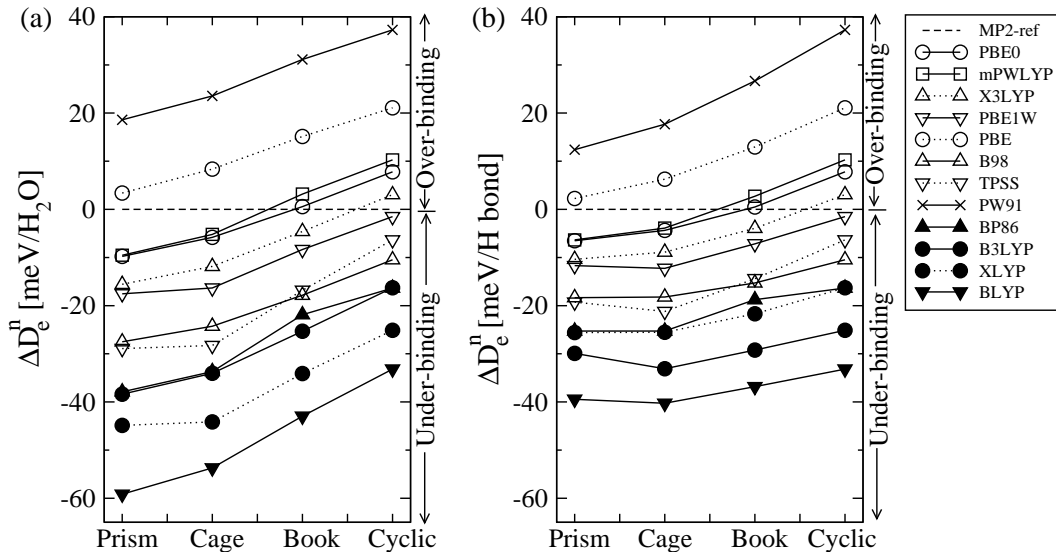 (a)
40
20
0
-20
-40
-60
ΔDₑⁿ [meV/H₂O]
Prism Cage Book Cyclic
Over-binding
Under-binding
(b)
40
20
0
-20
-40
-60
ΔDₑⁿ [meV/H bond]
Prism Cage Book Cyclic
Over-binding
Under-binding
MP2-ref
PBE0
mPWLYP
X3LYP
PBE1W
PBE
B98
TPSS
PW91
BP86
B3LYP
XLYP
BLYP